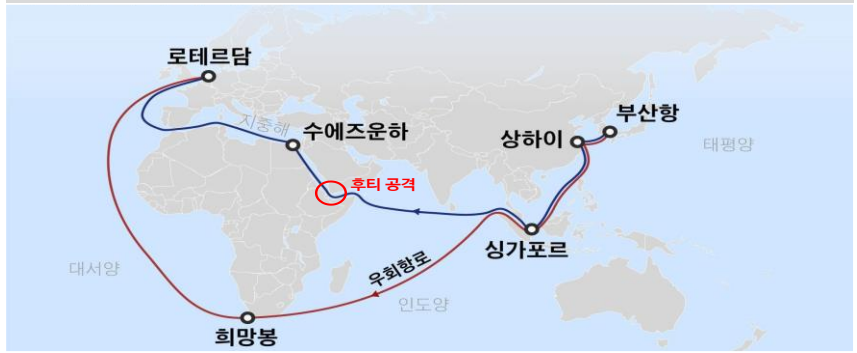 로테르담
부산항
지중해
수에즈운하
상하이
태평양
후티 공격
싱가포르
우회항로
대서양
인도양
희망봉